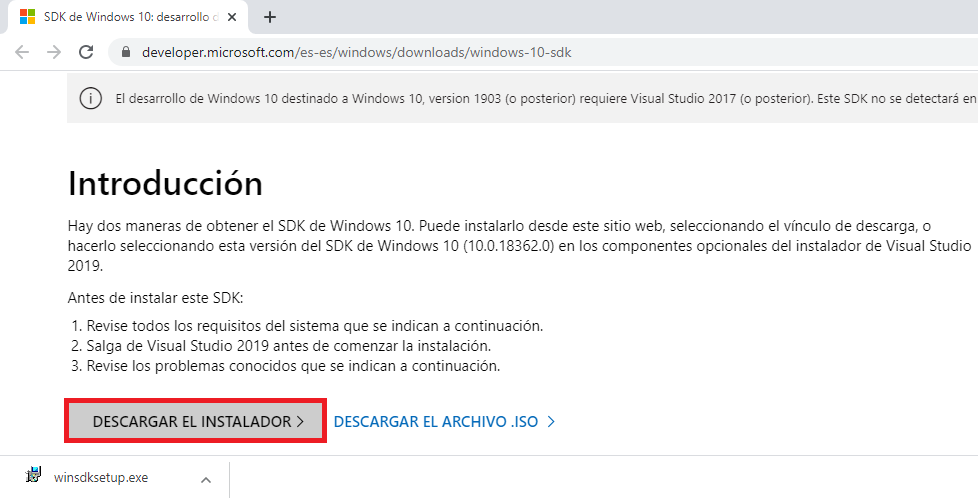 SDK de Windows 10: desarrollo d
developer.microsoft.com/es-es/windows/downloads/windows-10-sdk
El desarrollo de Windows 10 destinado a Windows 10, version 1903 (o posterior) requiere Visual Studio 2017 (o posterior). Este SDK no se detectará en
Introducción
Hay dos maneras de obtener el SDK de Windows 10. Puede instalarlo desde este sitio web, seleccionando el vínculo de descarga, o
hacerlo seleccionando esta versión del SDK de Windows 10 (10.0.18362.0) en los componentes opcionales del instalador de Visual Studio
2019.
Antes de instalar este SDK:
1. Revise todos los requisitos del sistema que se indican a continuación.
2. Salga de Visual Studio 2019 antes de comenzar la instalación.
3. Revise los problemas conocidos que se indican a continuación.
DESCARGAR EL INSTALADOR > DESCARGAR EL ARCHIVO .ISO >
winsdksetup.exe